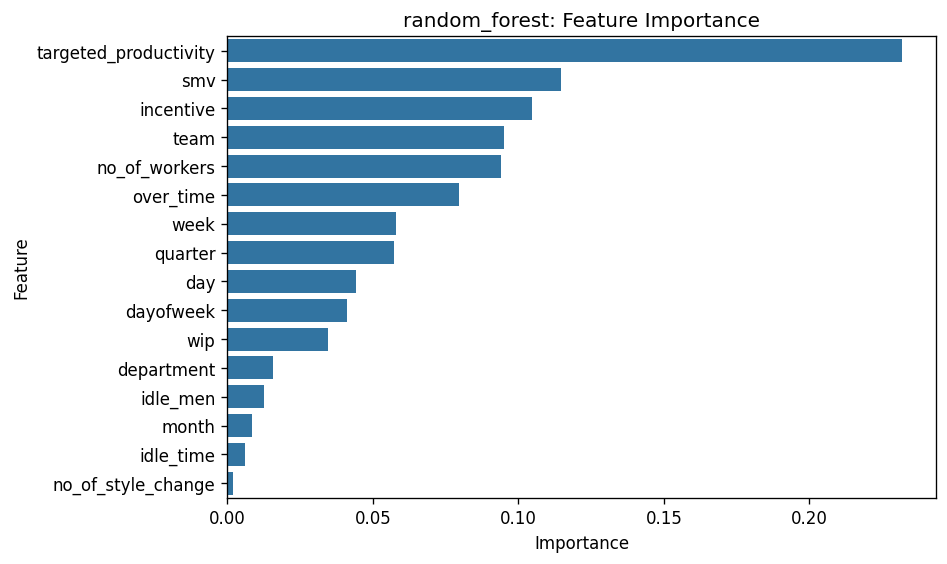 random_forest: Feature Importance
Feature
targeted_productivity
smv
incentive
team
no_of_workers
over_time
week
quarter
day
dayofweek
wip
department
idle_men
month
idle_time
no_of_style_change
0.00 0.05 0.10 0.15 0.20
Importance